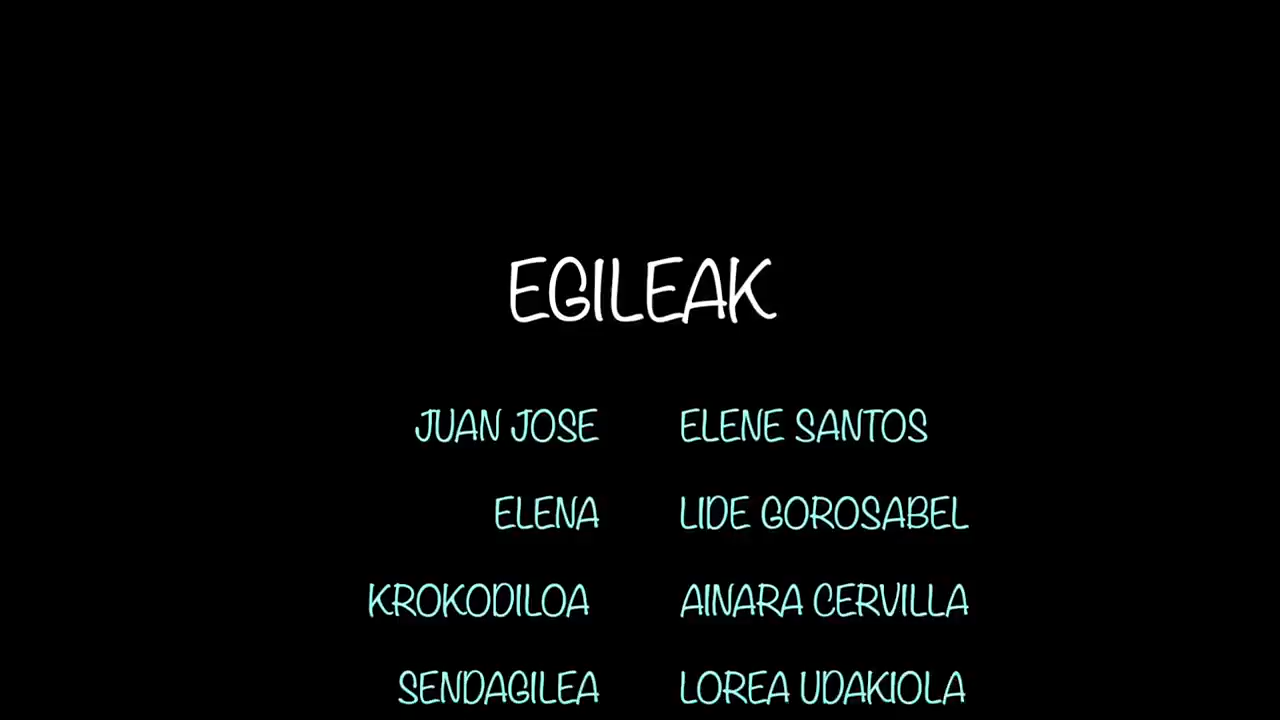 EGILEAK
JUAN JOSE ELENE SANTOS
ELENA LIDE GOROSABEL
KROKODILOA AINARA CERVILLA
SENDAGILEA LOREA UDAKIOLA